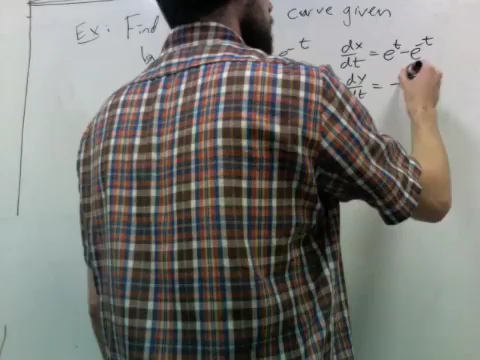 Ex: Find curve given
e^-t dx/dt = e^t - e^-t
dy/dt = -